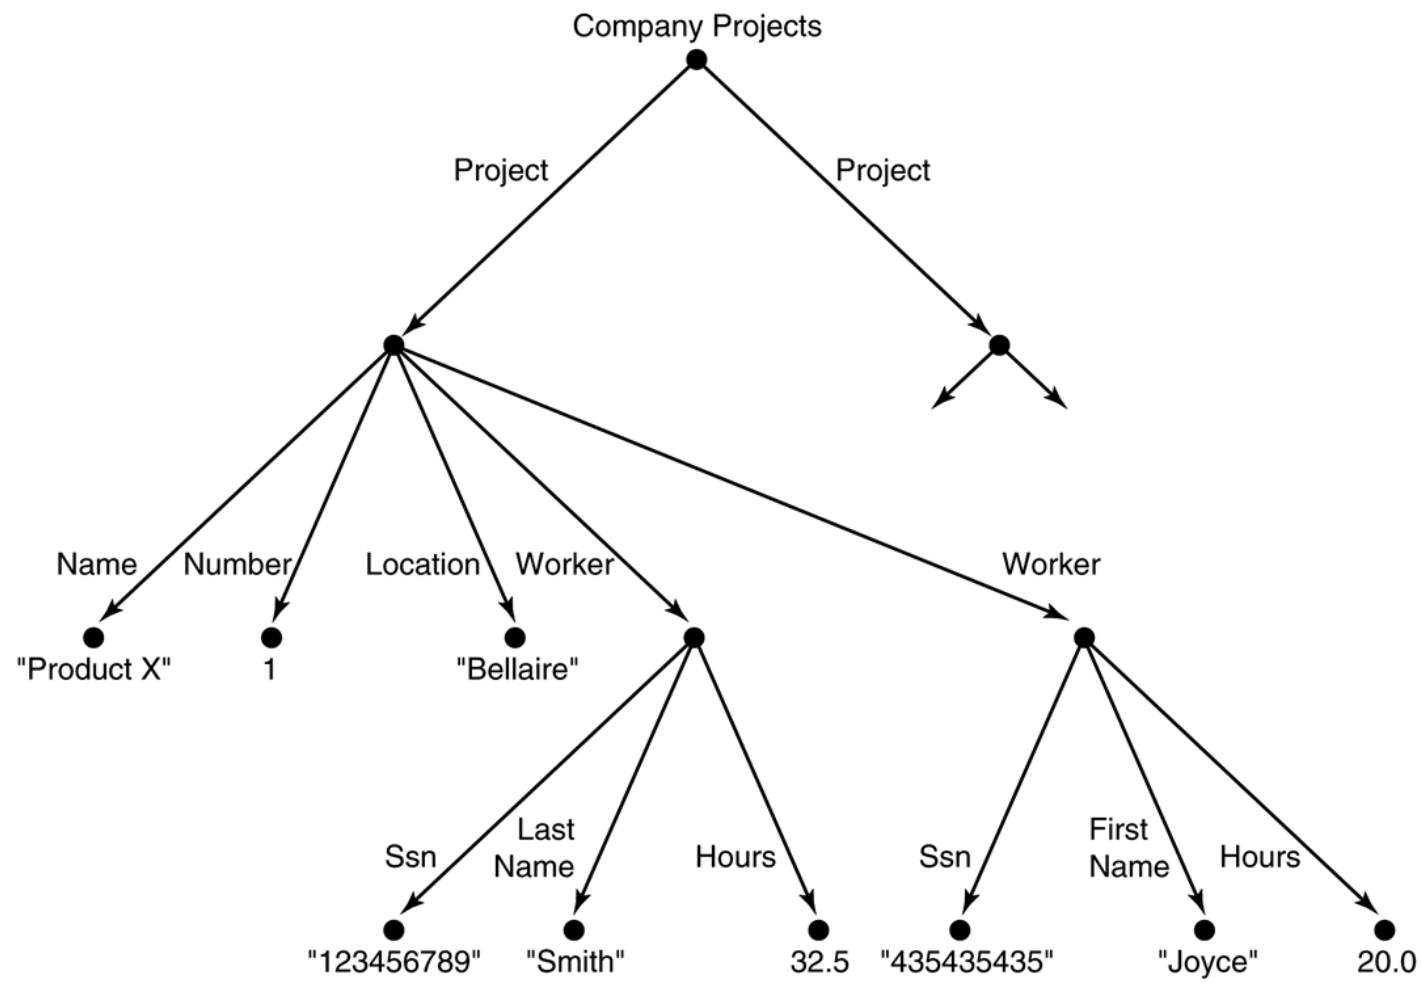 Company Projects
Project
Project
Name
Number
Location
Worker
Worker
"Product X"
1
"Bellaire"
Ssn
Last
Name
Hours
Ssn
First
Name
Hours
"123456789"
"Smith"
32.5
"435435435"
"Joyce"
20.0